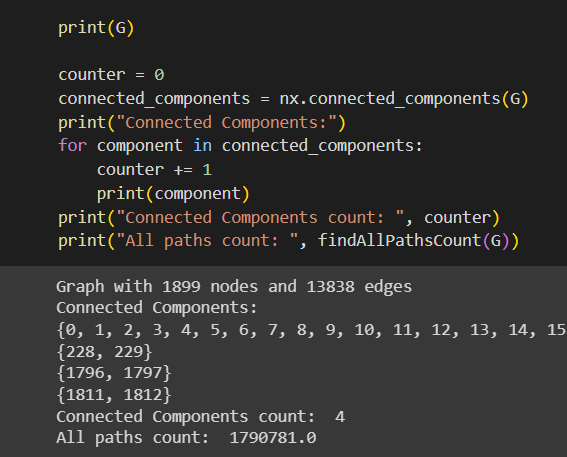 print(G)
counter = 0
connected_components = nx.connected_components(G)
print("Connected Components:")
for component in connected_components:
    counter += 1
    print(component)
print("Connected Components count: ", counter)
print("All paths count: ", findAllPathsCount(G))
Graph with 1899 nodes and 13838 edges
Connected Components:
{0, 1, 2, 3, 4, 5, 6, 7, 8, 9, 10, 11, 12, 13, 14, 15
{228, 229}
{1796, 1797}
{1811, 1812}
Connected Components count:  4
All paths count:  1790781.0